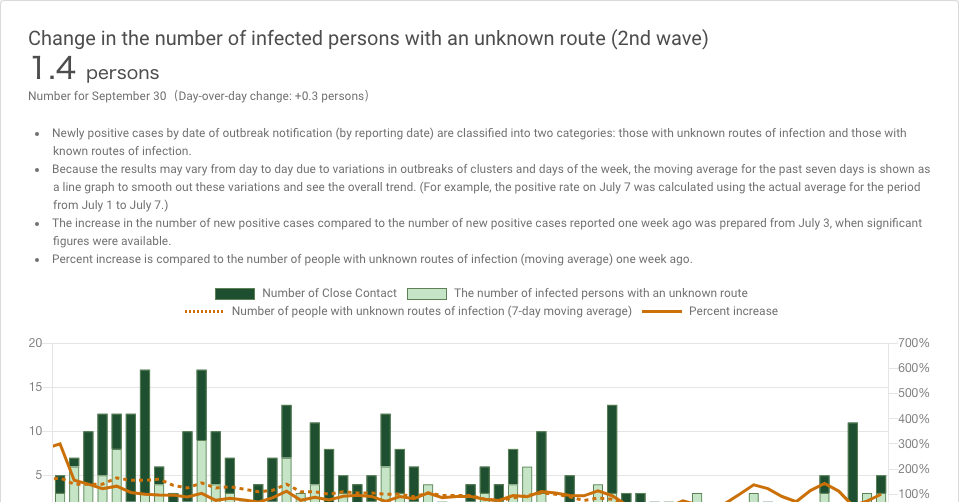 Change in the number of infected persons with an unknown route (2nd wave)
1.4 persons
Number for September 30（Day-over-day change: +0.3 persons）
Newly positive cases by date of outbreak notification (by reporting date) are classified into two categories: those with unknown routes of infection and those with
known routes of infection.
Because the results may vary from day to day due to variations in outbreaks of clusters and days of the week, the moving average for the past seven days is shown as
a line graph to smooth out these variations and see the overall trend. (For example, the positive rate on July 7 was calculated using the actual average for the period
from July 1 to July 7.)
The increase in the number of new positive cases compared to the number of new positive cases reported one week ago was prepared from July 3, when significant
figures were available.
Percent increase is compared to the number of people with unknown routes of infection (moving average) one week ago.
Number of Close Contact The number of infected persons with an unknown route
Number of people with unknown routes of infection (7-day moving average) Percent increase
20 700%
600%
15 500%
400%
10 300%
200%
5
100%